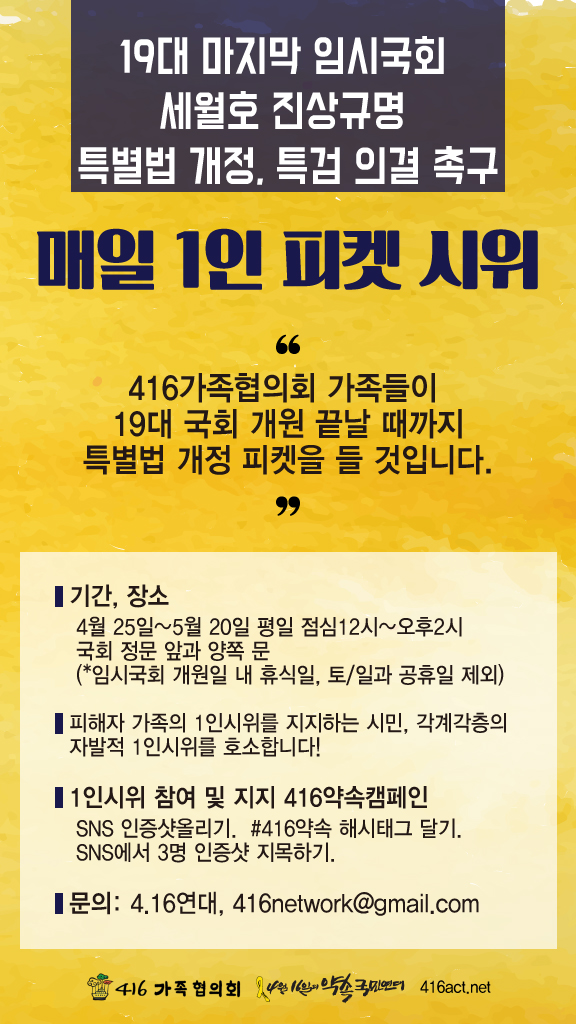 19대 마지막 임시국회
세월호 진상규명
특별법 개정, 특검 의결 촉구
매일 1인 피켓 시위
“
416가족협의회 가족들이
19대 국회 개원 끝날 때까지
특별법 개정 피켓을 들 것입니다.
”
기간, 장소
4월 25일~5월 20일 평일 점심12시~오후2시
국회 정문 앞과 양쪽 문
(*임시국회 개원일 내 휴식일, 토/일과 공휴일 제외)
피해자 가족의 1인시위를 지지하는 시민, 각계각층의
자발적 1인시위를 호소합니다!
1인시위 참여 및 지지 416약속캠페인
SNS 인증샷올리기. #416약속 해시태그 달기.
SNS에서 3명 인증샷 지목하기.
문의: 4.16연대, 416network@gmail.com
416 가족협의회 4월 16일의 약속 국민연대 416act.net